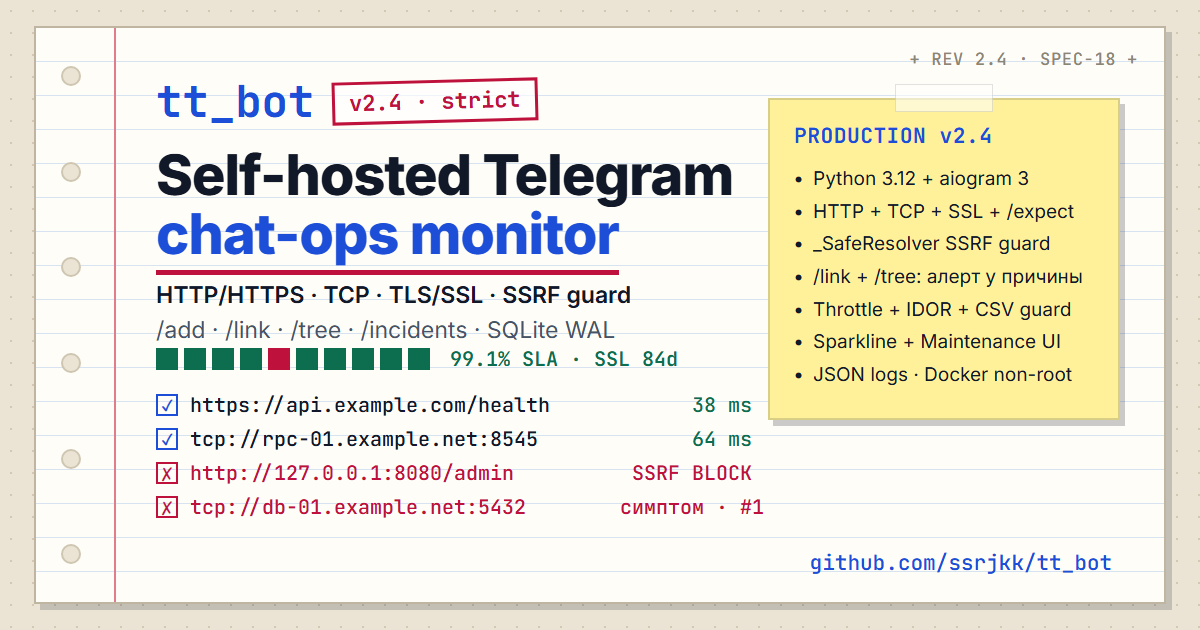 + REV 2.4 · SPEC-18 +
tt_bot
v2.4 · strict
Self-hosted Telegram
chat-ops monitor
HTTP/HTTPS · TCP · TLS/SSL · SSRF guard
/add · /link · /tree · /incidents · SQLite WAL
99.1% SLA · SSL 84d
https://api.example.com/health 38 ms
tcp://rpc-01.example.net:8545 64 ms
http://127.0.0.1:8080/admin SSRF BLOCK
tcp://db-01.example.net:5432 симптом · #1
PRODUCTION v2.4
• Python 3.12 + aiogram 3
• HTTP + TCP + SSL + /expect
• _SafeResolver SSRF guard
• /link + /tree: алерт у причины
• Throttle + IDOR + CSV guard
• Sparkline + Maintenance UI
• JSON logs · Docker non-root
github.com/ssrjkk/tt_bot